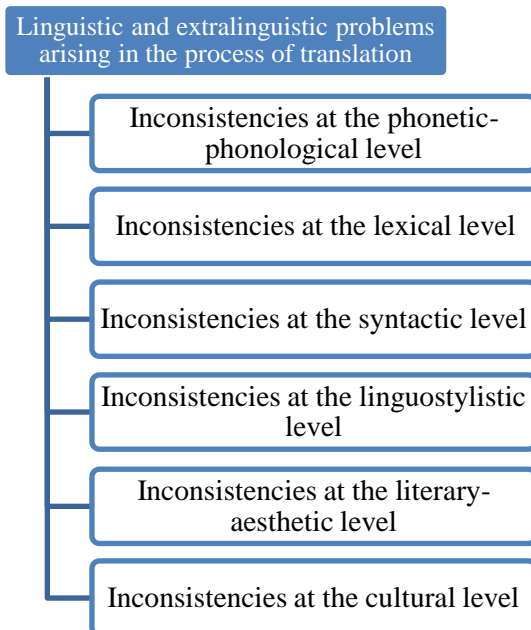 Linguistic and extralinguistic problems
arising in the process of translation
Inconsistencies at the phonetic-
phonological level
Inconsistencies at the lexical level
Inconsistencies at the syntactic level
Inconsistencies at the linguostylistic
level
Inconsistencies at the literary-
aesthetic level
Inconsistencies at the cultural level